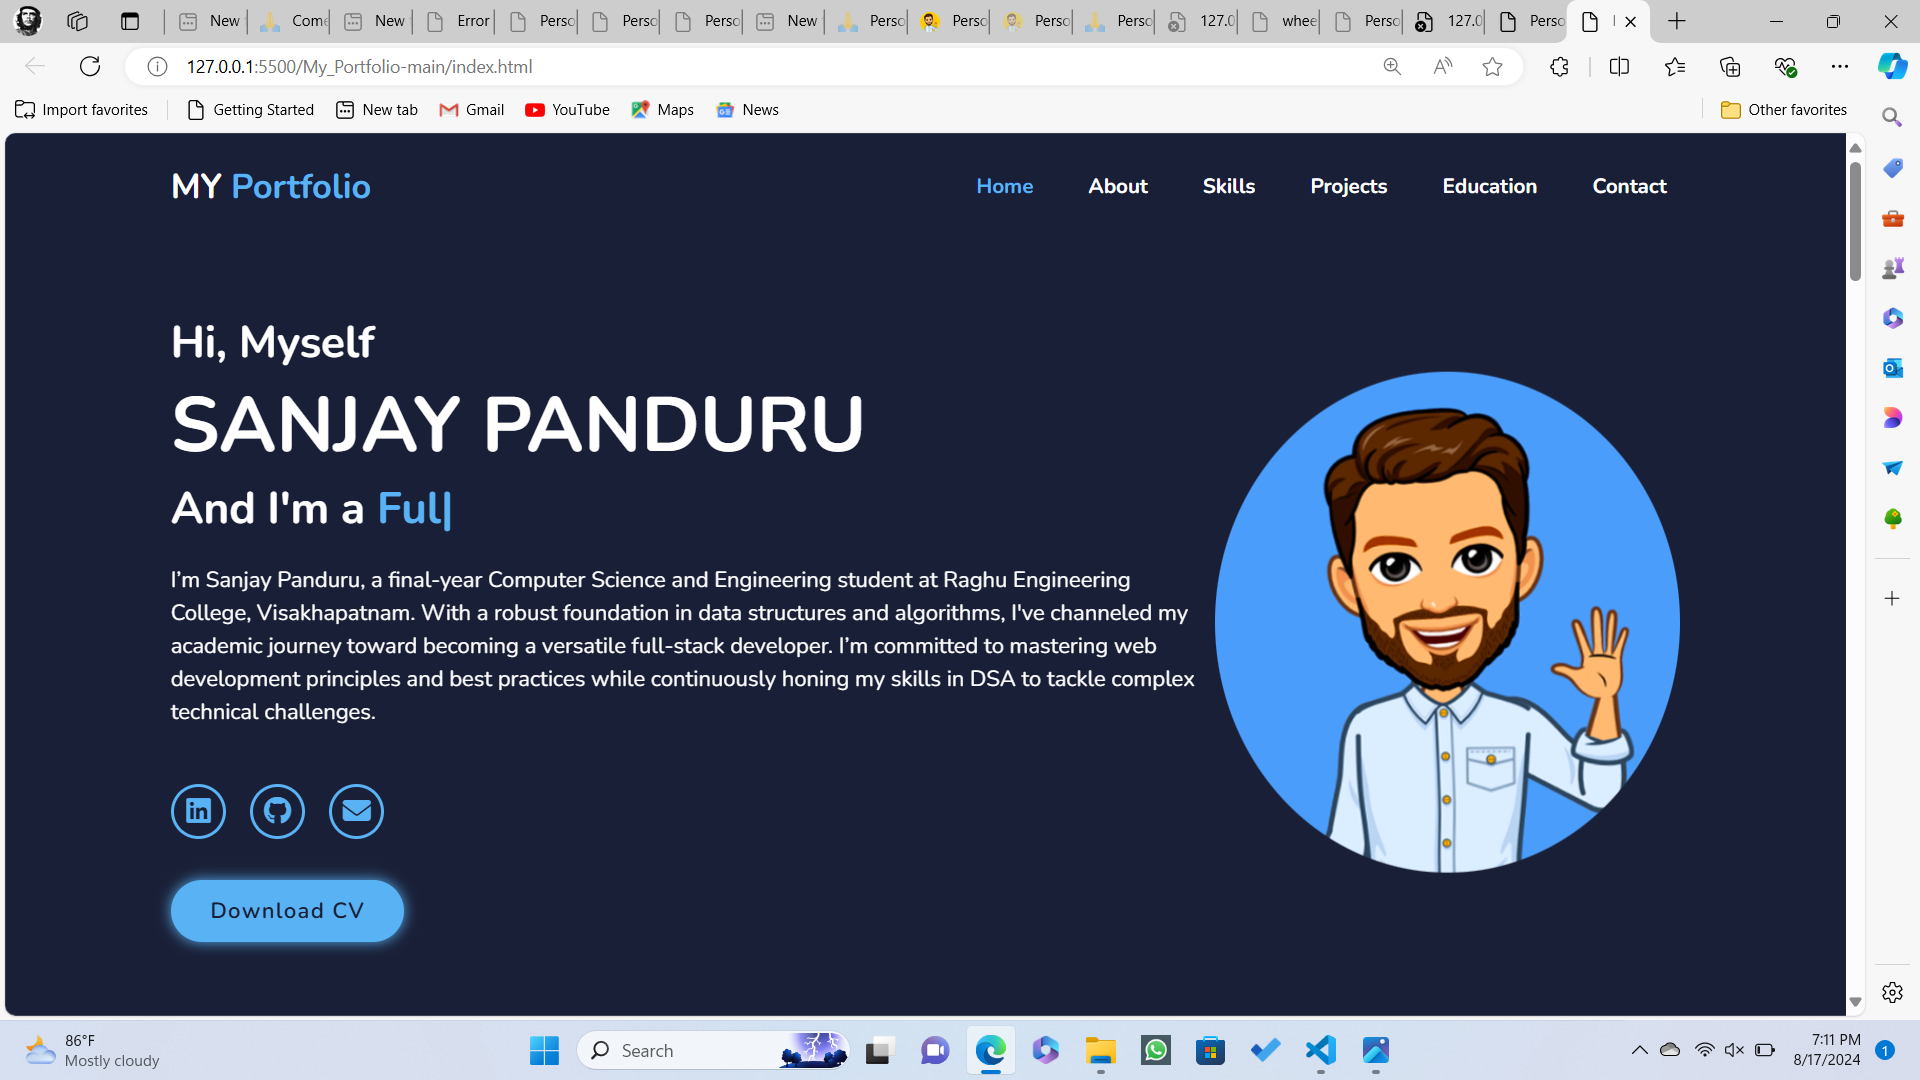 New
Come
New
Error
Perso
Perso
Perso
New
Perso
Perso
Perso
Perso
127.0
whee
Perso
127.0
Perso
127.0.0.1:5500/My_Portfolio-main/index.html
Import favorites
Getting Started
New tab
Gmail
YouTube
Maps
News
Other favorites
MY Portfolio
Home
About
Skills
Projects
Education
Contact
Hi, Myself
SANJAY PANDURU
And I'm a Ful|
I’m Sanjay Panduru, a final-year Computer Science and Engineering student at Raghu Engineering
College, Visakhapatnam. With a robust foundation in data structures and algorithms, I've channeled my
academic journey toward becoming a versatile full-stack developer. I’m committed to mastering web
development principles and best practices while continuously honing my skills in DSA to tackle complex
technical challenges.
Download CV
86°F
Mostly cloudy
Search
7:11 PM
8/17/2024
1